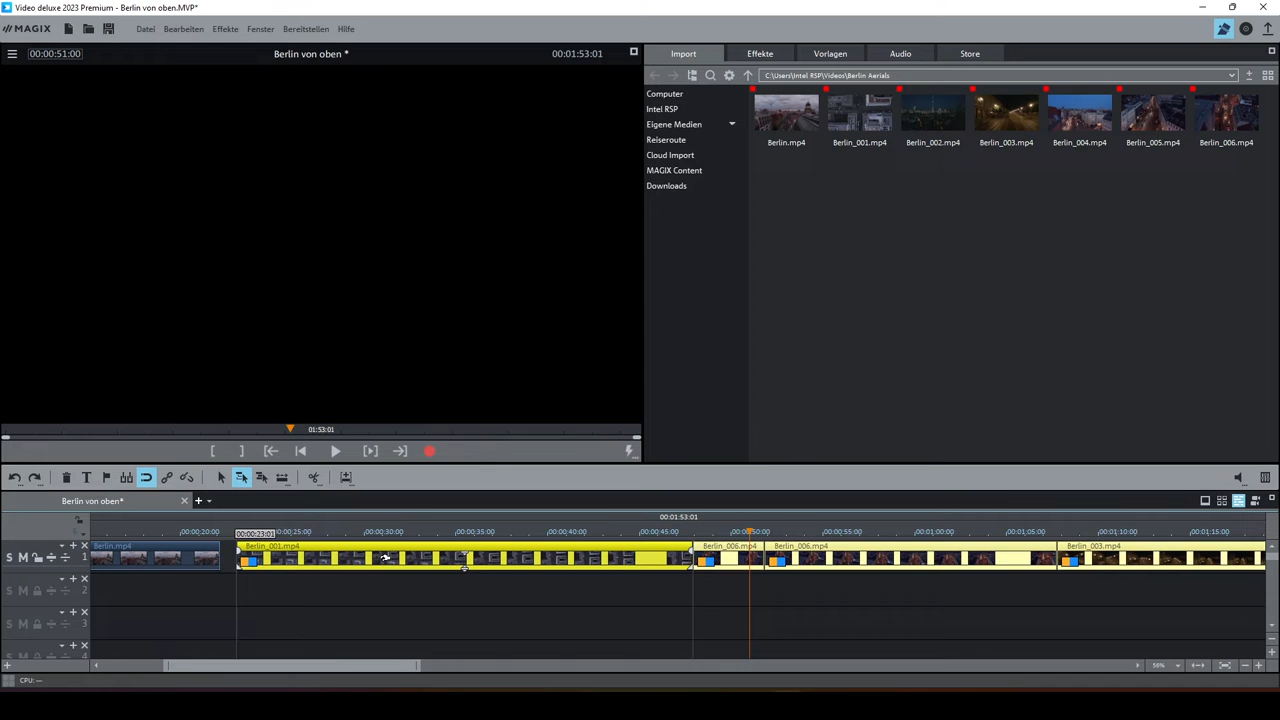 Video deluxe 2023 Premium - Berlin von oben.MVP*
MAGIX
Datei
Bearbeiten
Effekte
Fenster
Bereitstellen
Hilfe
00:00:51:00
Berlin von oben *
00:01:53:01
Import
Effekte
Vorlagen
Audio
Store
C:\Users\Intel RSP\Videos\Berlin Aerials
Computer
Intel RSP
Eigene Medien
Reiseroute
Cloud Import
MAGIX Content
Downloads
Berlin.mp4
Berlin_001.mp4
Berlin_002.mp4
Berlin_003.mp4
Berlin_004.mp4
Berlin_005.mp4
Berlin_006.mp4
01:53:01
Berlin von oben*
00:01:53:01
00:00:20:00
00:00:23:01
00:00:25:00
00:00:30:00
00:00:35:00
00:00:40:00
00:00:45:00
00:00:55:00
00:01:00:00
00:01:05:00
00:01:10:00
00:01:15:00
S M 1
Berlin.mp4
Berlin_001.mp4
Berlin_006.mp4
Berlin_006.mp4
Berlin_003.mp4
S M 2
S M 3
S M 4
56%
CPU: —